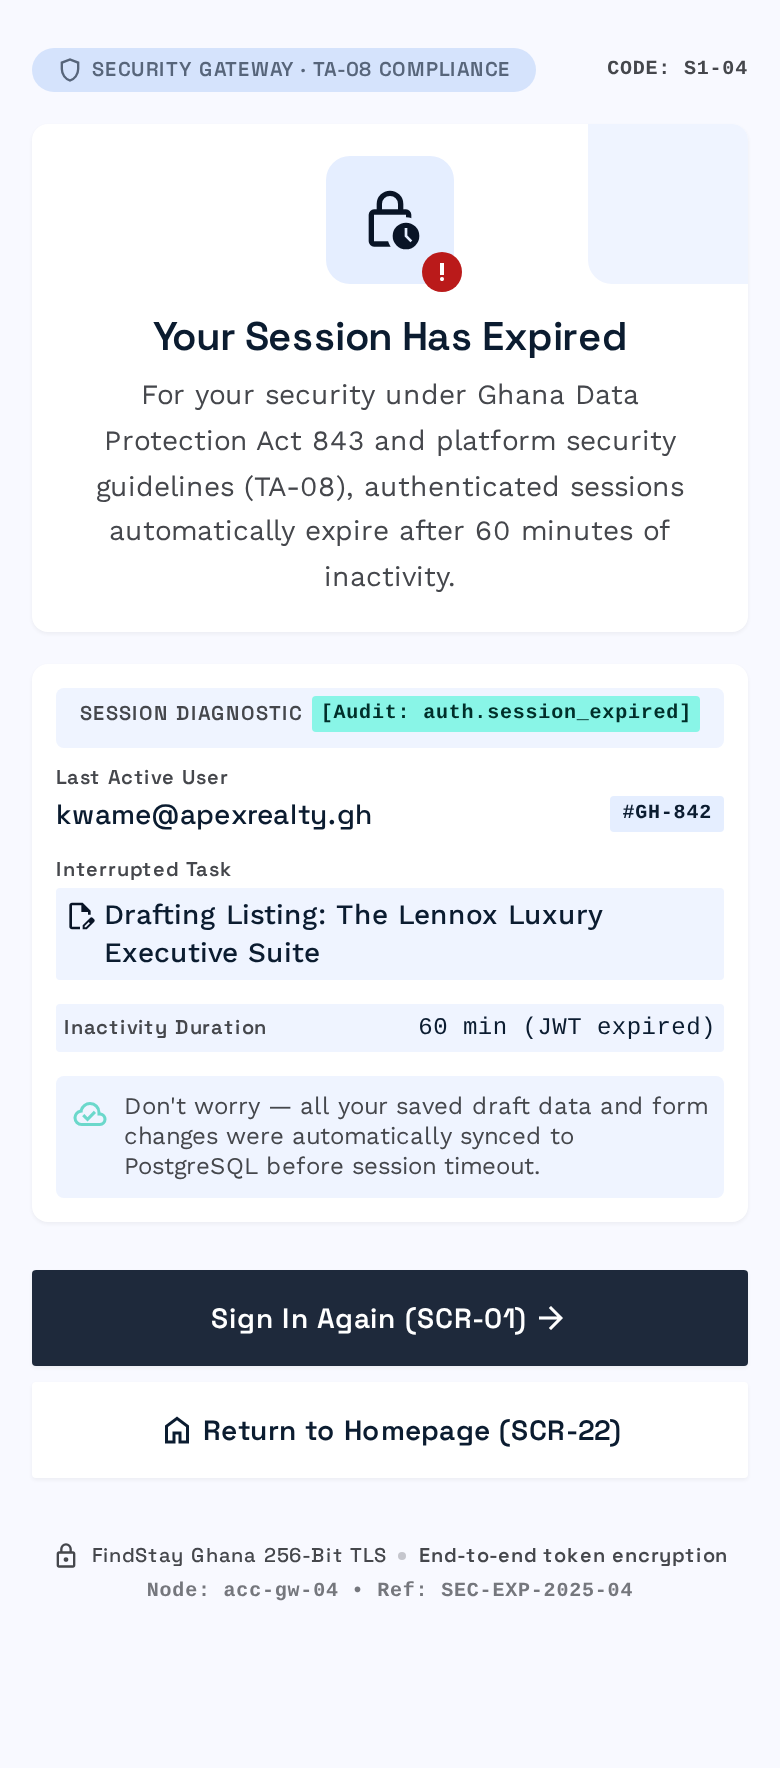 SECURITY GATEWAY · TA-08 COMPLIANCE
CODE: S1-04
Your Session Has Expired
For your security under Ghana Data
Protection Act 843 and platform security
guidelines (TA-08), authenticated sessions
automatically expire after 60 minutes of
inactivity.
SESSION DIAGNOSTIC [Audit: auth.session_expired]
Last Active User
kwame@apexrealty.gh
#GH-842
Interrupted Task
Drafting Listing: The Lennox Luxury
Executive Suite
Inactivity Duration 60 min (JWT expired)
Don't worry — all your saved draft data and form
changes were automatically synced to
PostgreSQL before session timeout.
Sign In Again (SCR-01) →
Return to Homepage (SCR-22)
FindStay Ghana 256-Bit TLS • End-to-end token encryption
Node: acc-gw-04 • Ref: SEC-EXP-2025-04